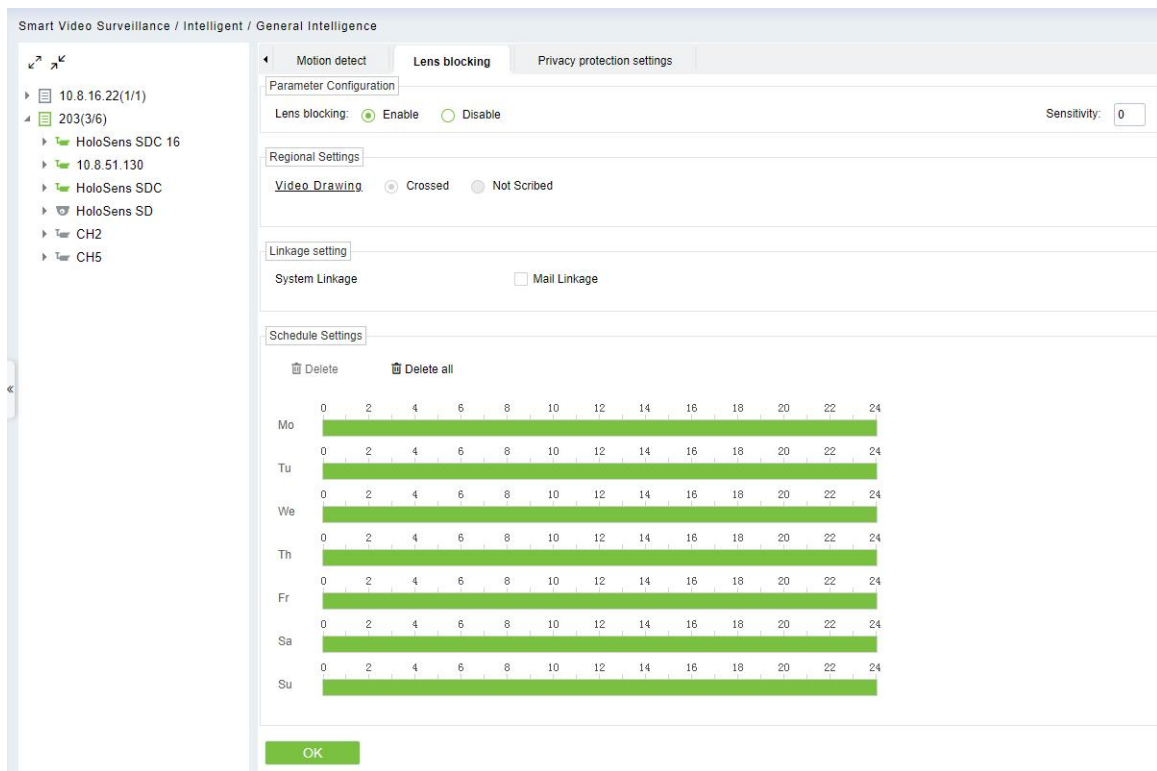 Smart Video Surveillance / Intelligent / General Intelligence
Motion detect Lens blocking Privacy protection settings
10.8.16.22(1/1)
203(3/6)
HoloSens SDC 16
10.8.51.130
HoloSens SDC
HoloSens SD
CH2
CH5
Parameter Configuration
Lens blocking: Enable Disable Sensitivity: 0
Regional Settings
Video Drawing Crossed Not Scribed
Linkage setting
System Linkage Mail Linkage
Schedule Settings
Delete Delete all
0 2 4 6 8 10 12 14 16 18 20 22 24
Mo
0 2 4 6 8 10 12 14 16 18 20 22 24
Tu
0 2 4 6 8 10 12 14 16 18 20 22 24
We
0 2 4 6 8 10 12 14 16 18 20 22 24
Th
0 2 4 6 8 10 12 14 16 18 20 22 24
Fr
0 2 4 6 8 10 12 14 16 18 20 22 24
Sa
0 2 4 6 8 10 12 14 16 18 20 22 24
Su
OK